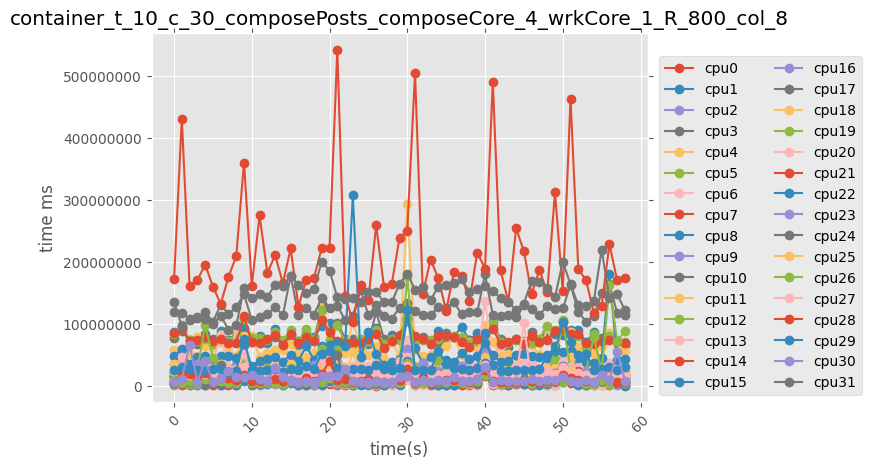 container_t_10_c_30_composePosts_composeCore_4_wrkCore_1_R_800_col_8
time ms
500000000
400000000
300000000
200000000
100000000
0
0
10
20
30
40
50
60
time(s)
cpu0
cpu1
cpu2
cpu3
cpu4
cpu5
cpu6
cpu7
cpu8
cpu9
cpu10
cpu11
cpu12
cpu13
cpu14
cpu15
cpu16
cpu17
cpu18
cpu19
cpu20
cpu21
cpu22
cpu23
cpu24
cpu25
cpu26
cpu27
cpu28
cpu29
cpu30
cpu31